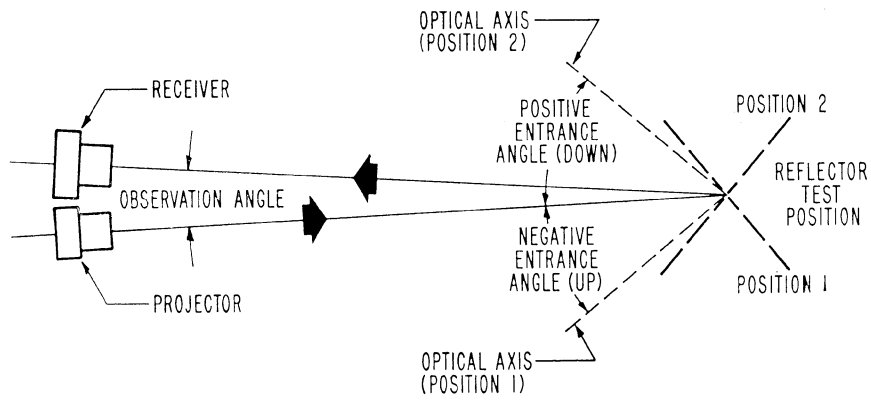 OPTICAL AXIS
(POSITION 2)
RECEIVER
POSITIVE
ENTRANCE
ANGLE (DOWN)
POSITION 2
REFLECTOR
TEST
POSITION
OBSERVATION ANGLE
NEGATIVE
ENTRANCE
ANGLE (UP)
POSITION 1
PROJECTOR
OPTICAL AXIS
(POSITION 1)